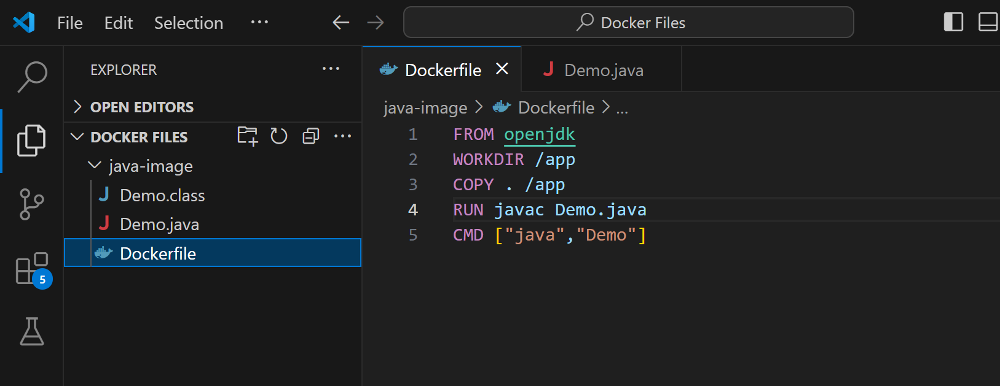 File Edit Selection ··· Docker Files
EXPLORER ···
OPEN EDITORS
DOCKER FILES ···
java-image
Demo.class
Demo.java
Dockerfile
5
Dockerfile Demo.java
java-image > Dockerfile > ...
1 FROM openjdk
2 WORKDIR /app
3 COPY . /app
4 RUN javac Demo.java
5 CMD ["java","Demo"]